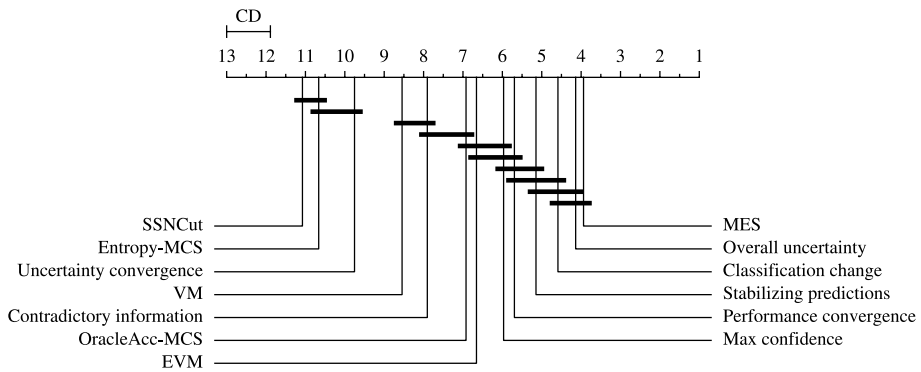 CD
13 12 11 10 9 8 7 6 5 4 3 2 1
SSNCut MES
Entropy-MCS Overall uncertainty
Uncertainty convergence Classification change
VM Stabilizing predictions
Contradictory information Performance convergence
OracleAcc-MCS Max confidence
EVM